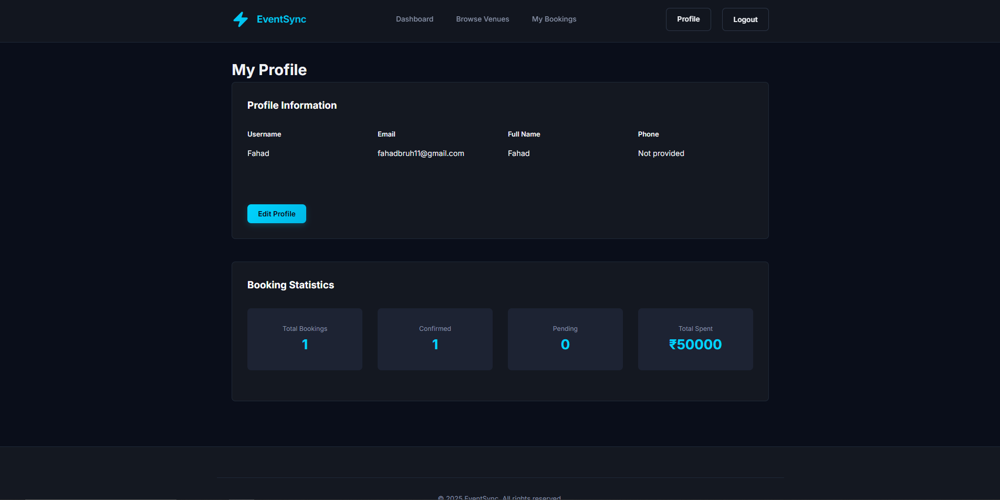 EventSync
Dashboard Browse Venues My Bookings
Profile Logout
My Profile
Profile Information
Username Email Full Name Phone
Fahad fahadbruh11@gmail.com Fahad Not provided
Edit Profile
Booking Statistics
Total Bookings Confirmed Pending Total Spent
1 1 0 ₹50000
© 2025 EventSync. All rights reserved.